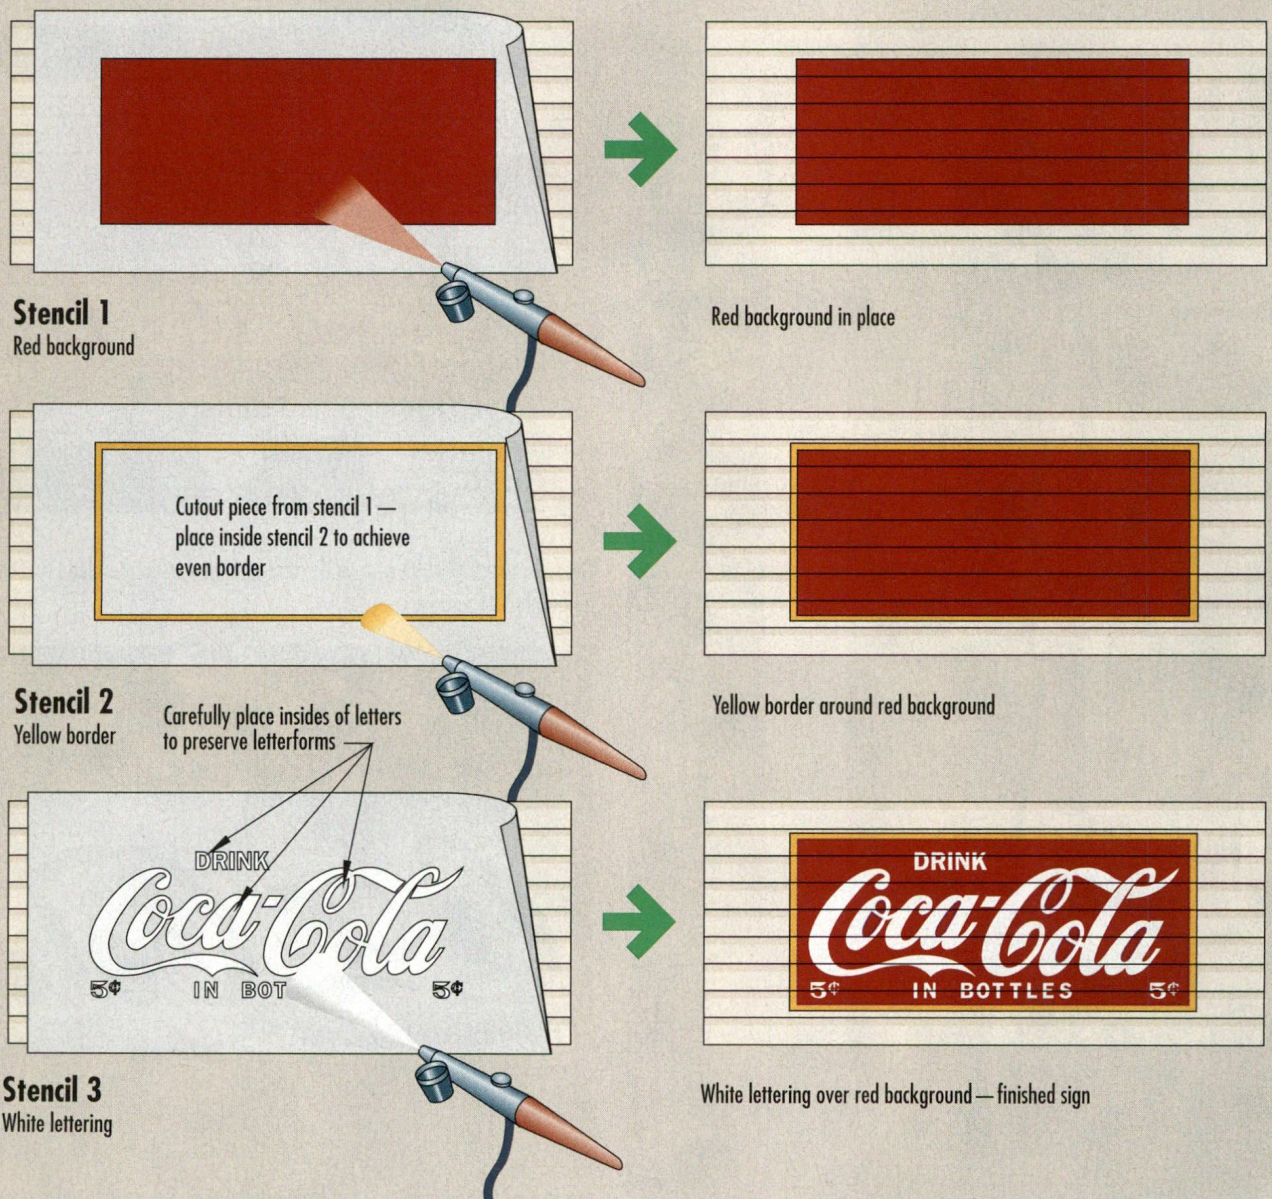 Stencil 1
Red background
Red background in place
Cutout piece from stencil 1—
place inside stencil 2 to achieve
even border
Stencil 2
Yellow border
Yellow border around red background
Carefully place insides of letters
to preserve letterforms
DRINK
Coca-Cola
5¢ IN BOT 5¢
DRINK
Coca-Cola
5¢ IN BOTTLES 5¢
Stencil 3
White lettering
White lettering over red background—finished sign